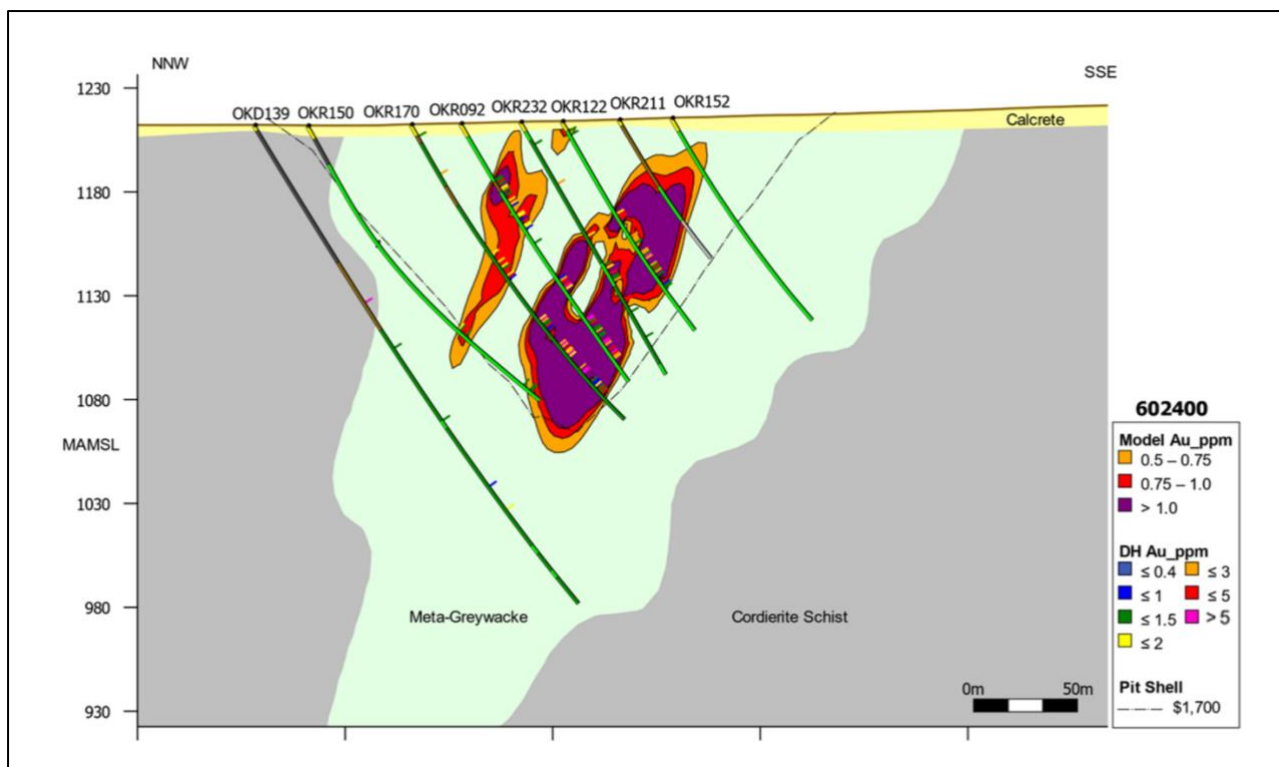 NNW
SSE
1230
OKD139 OKR150 OKR170 OKR092 OKR232 OKR122 OKR211 OKR152
Calcrete
1180
1130
1080
MAMSL
1030
980
930
Meta-Greywacke
Cordierite Schist
0m 50m
602400
Model Au_ppm
0.5 – 0.75
0.75 – 1.0
> 1.0
DH Au_ppm
≤ 0.4 ≤ 3
≤ 1 ≤ 5
≤ 1.5 > 5
≤ 2
Pit Shell
$1,700